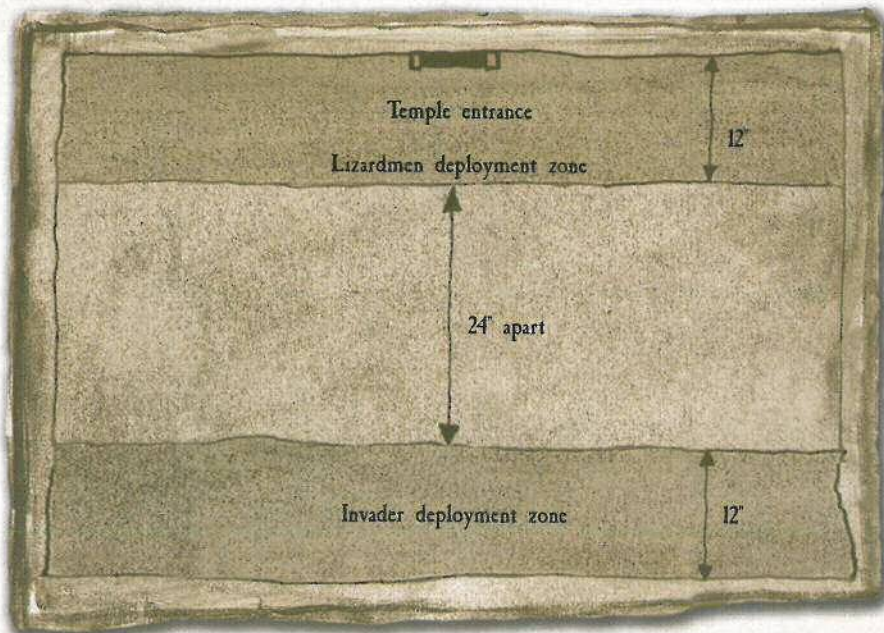 Temple entrance
12"
Lizardmen deployment zone
24" apart
Invader deployment zone
12"